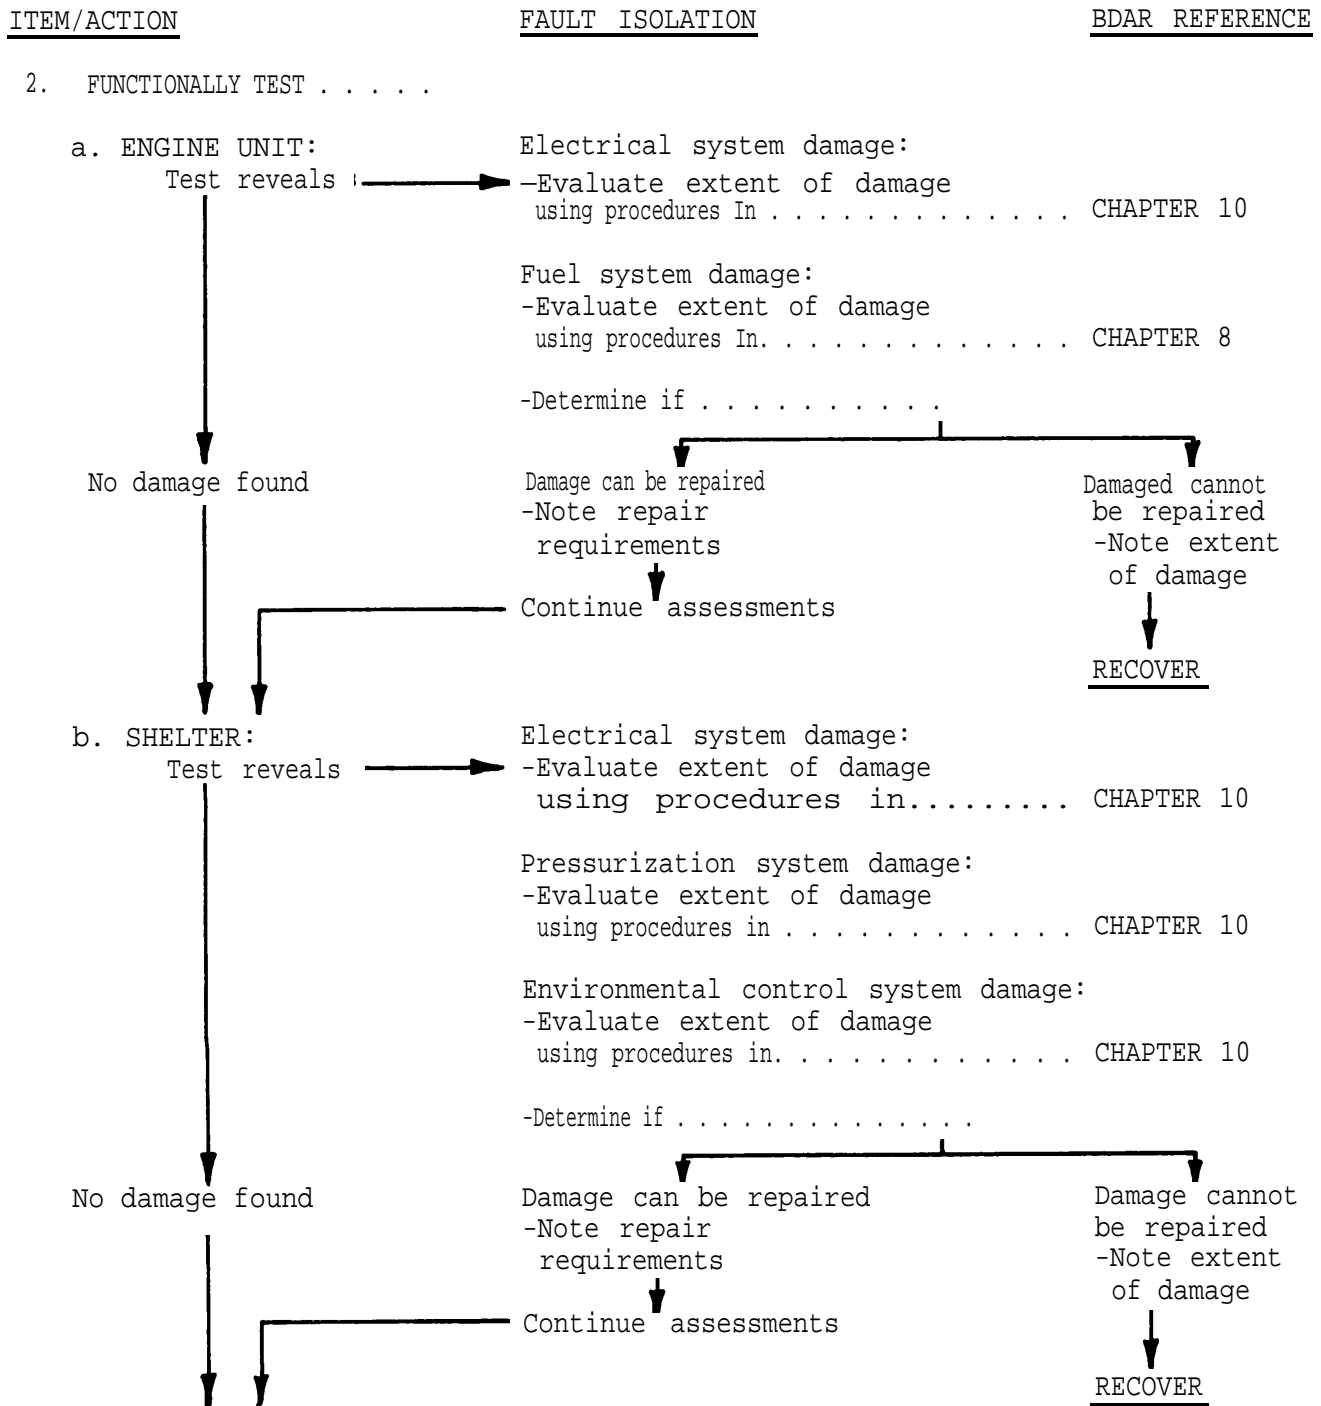 ITEM/ACTION FAULT ISOLATION BDAR REFERENCE
2. FUNCTIONALLY TEST . . . . .
a. ENGINE UNIT: Electrical system damage:
Test reveals —Evaluate extent of damage
using procedures In . . . . . . . . . . . . . CHAPTER 10
Fuel system damage:
-Evaluate extent of damage
using procedures In. . . . . . . . . . . . . CHAPTER 8
-Determine if . . . . . . . . . .
No damage found Damage can be repaired Damaged cannot
-Note repair be repaired
requirements -Note extent
of damage
Continue assessments
RECOVER
b. SHELTER: Electrical system damage:
Test reveals -Evaluate extent of damage
using procedures in......... CHAPTER 10
Pressurization system damage:
-Evaluate extent of damage
using procedures in . . . . . . . . . . . . CHAPTER 10
Environmental control system damage:
-Evaluate extent of damage
using procedures in. . . . . . . . . . . . CHAPTER 10
-Determine if . . . . . . . . . . . . . .
No damage found Damage can be repaired Damage cannot
-Note repair be repaired
requirements -Note extent
of damage
Continue assessments
RECOVER